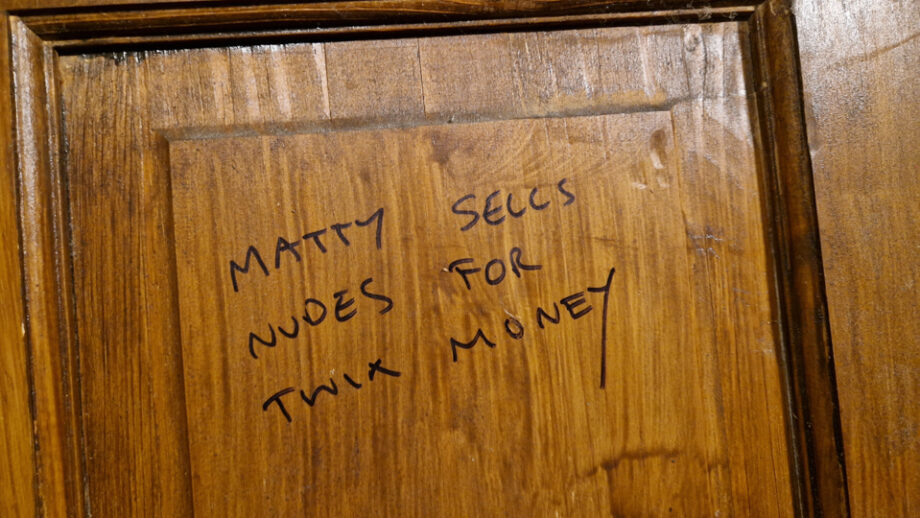 MATTY SELLS
NUDES FOR
TWIX MONEY